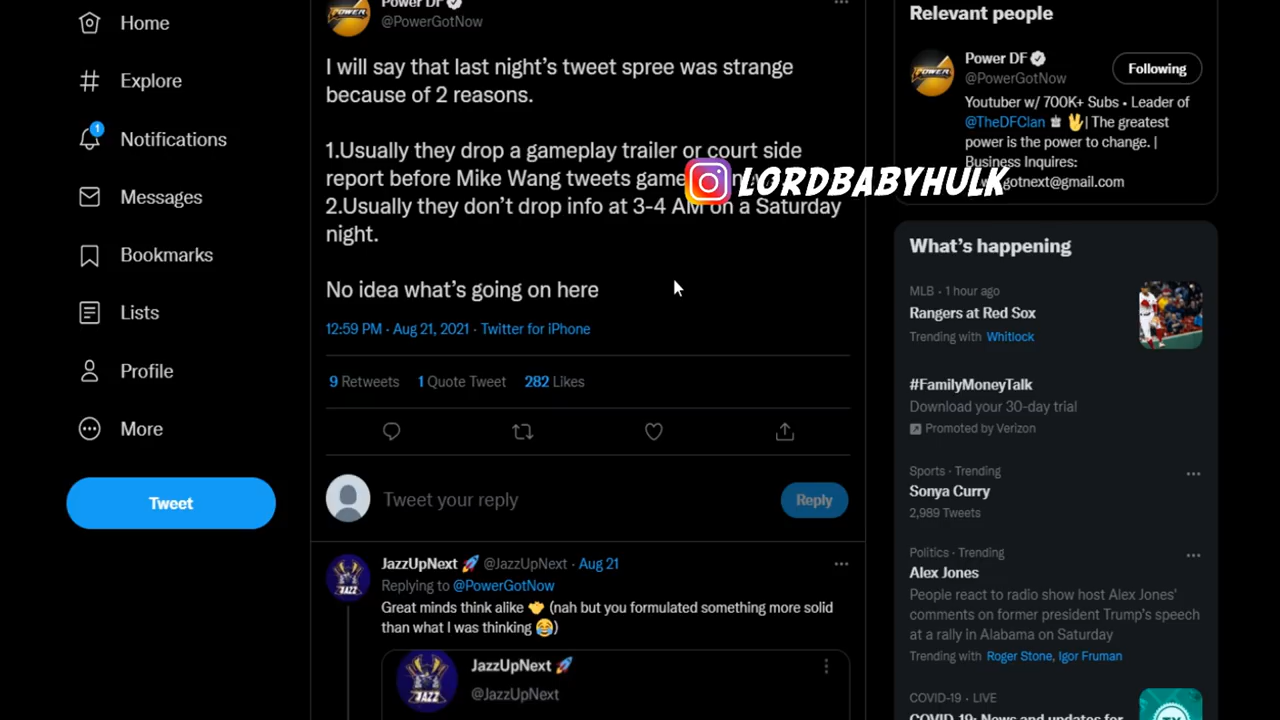 Home
Explore
1
Notifications
Messages
Bookmarks
Lists
Profile
More
Tweet
Power DF
@PowerGotNow
I will say that last night's tweet spree was strange
because of 2 reasons.
1.Usually they drop a gameplay trailer or court side
report before Mike Wang tweets
2.Usually they don't drop info at 3-4 AM on a Saturday
night.
No idea what's going on here
LORDBABYHULK
12:59 PM · Aug 21, 2021 · Twitter for iPhone
9 Retweets 1 Quote Tweet 282 Likes
Tweet your reply
Reply
JazzUpNext 🚀 @JazzUpNext · Aug 21
Replying to @PowerGotNow
Great minds think alike 🤝 (nah but you formulated something more solid
than what I was thinking 😂)
JAZZ
JazzUpNext 🚀
@JazzUpNext
JAZZ
Relevant people
POWER
Power DF
@PowerGotNow
Following
Youtuber w/ 700K+ Subs • Leader of
@TheDFClan | The greatest
power is the power to change. |
Business Inquires:
gotnext@gmail.com
What's happening
MLB · 1 hour ago
Rangers at Red Sox
Trending with Whitlock
#FamilyMoneyTalk
Download your 30-day trial
Promoted by Verizon
Sports · Trending
Sonya Curry
2,989 Tweets
Politics · Trending
Alex Jones
People react to radio show host Alex Jones'
comments on former president Trump's speech
at a rally in Alabama on Saturday
Trending with Roger Stone, Igor Fruman
COVID-19 · LIVE
COVID-19: News and updates for